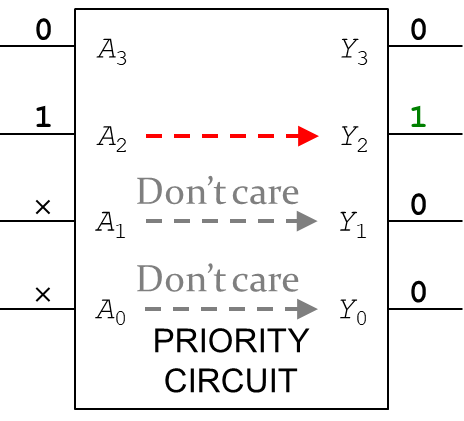 0 A₃ Y₃ 0
1 A₂ Y₂ 1
Don't care
× A₁ Y₁ 0
Don't care
× A₀ Y₀ 0
PRIORITY
CIRCUIT